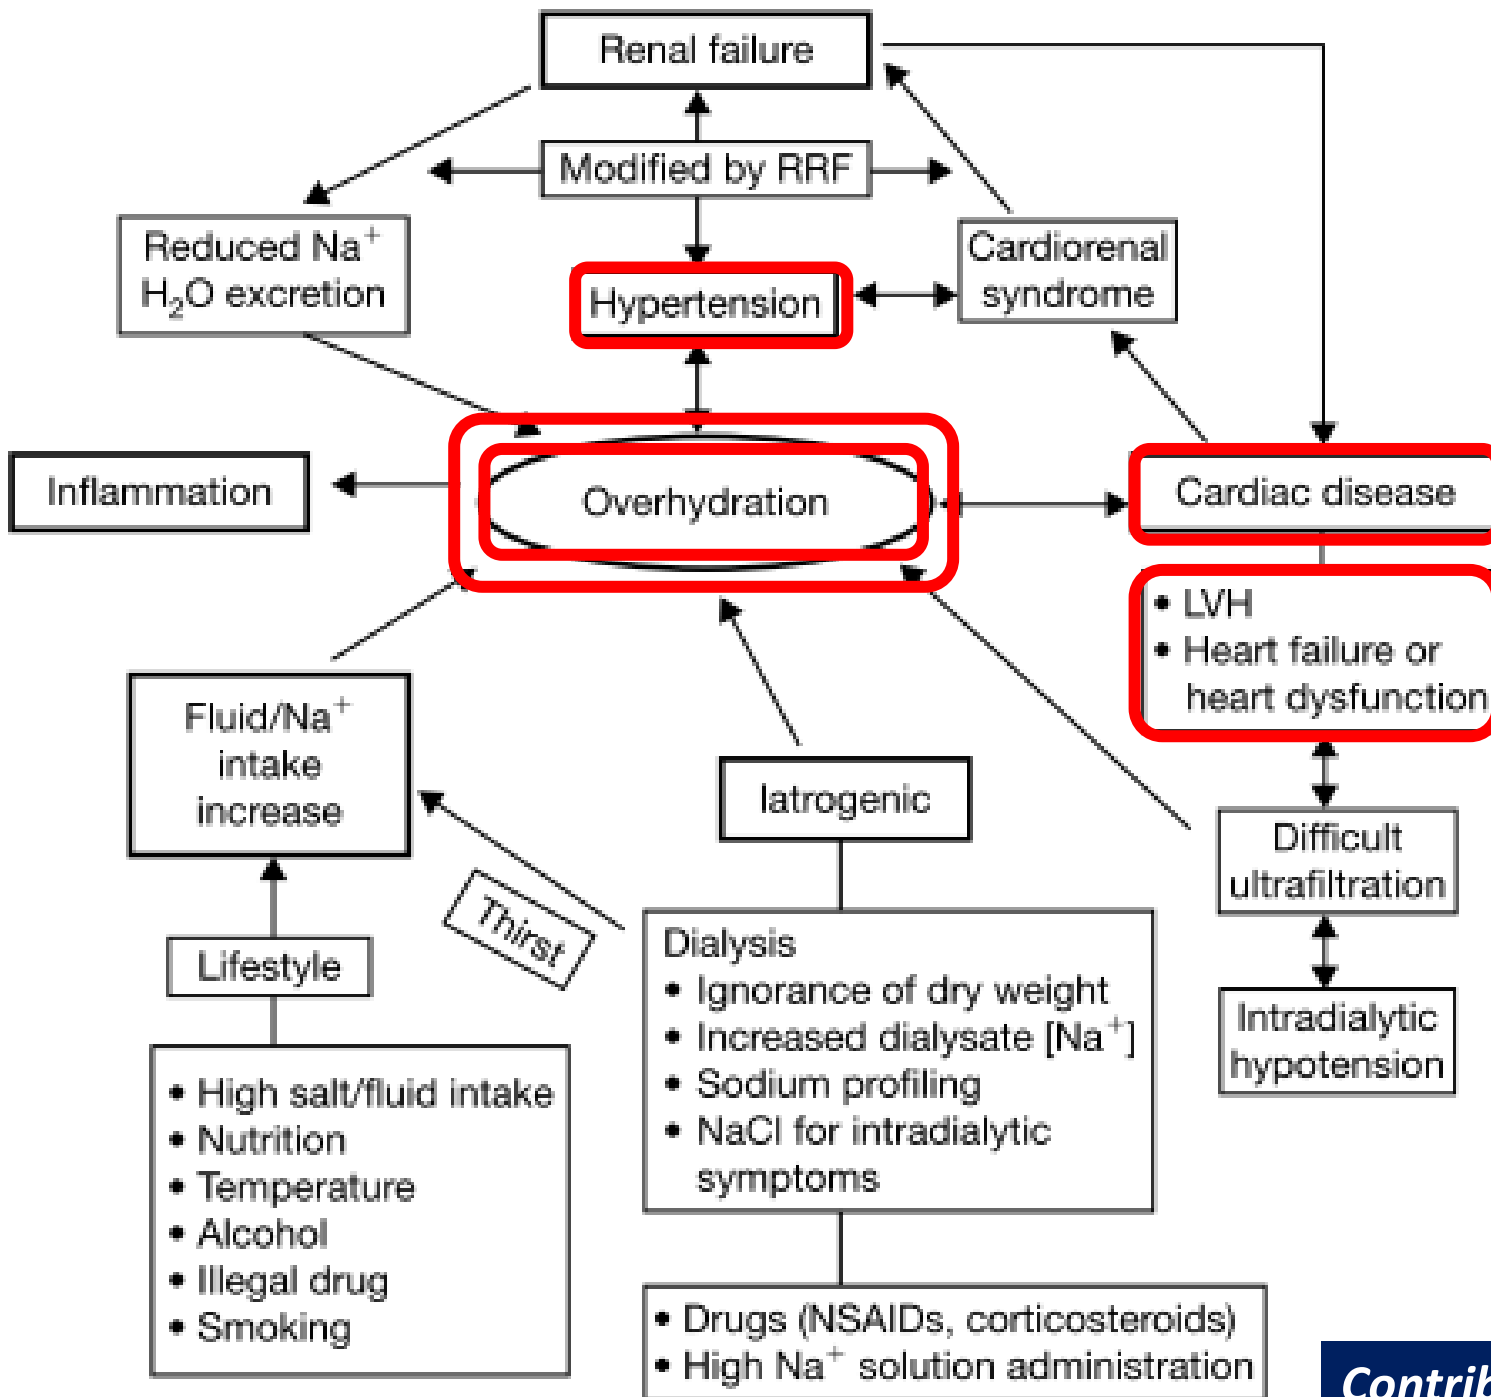 Renal failure
Modified by RRF
Reduced Na⁺
H₂O excretion
Hypertension
Cardiorenal
syndrome
Inflammation
Overhydration
Cardiac disease
• LVH
• Heart failure or
heart dysfunction
Fluid/Na⁺
intake
increase
Iatrogenic
Difficult
ultrafiltration
Thirst
Lifestyle
Dialysis
• Ignorance of dry weight
• Increased dialysate [Na⁺]
• Sodium profiling
• NaCl for intradialytic
symptoms
Intradialytic
hypotension
• High salt/fluid intake
• Nutrition
• Temperature
• Alcohol
• Illegal drug
• Smoking
• Drugs (NSAIDs, corticosteroids)
• High Na⁺ solution administration